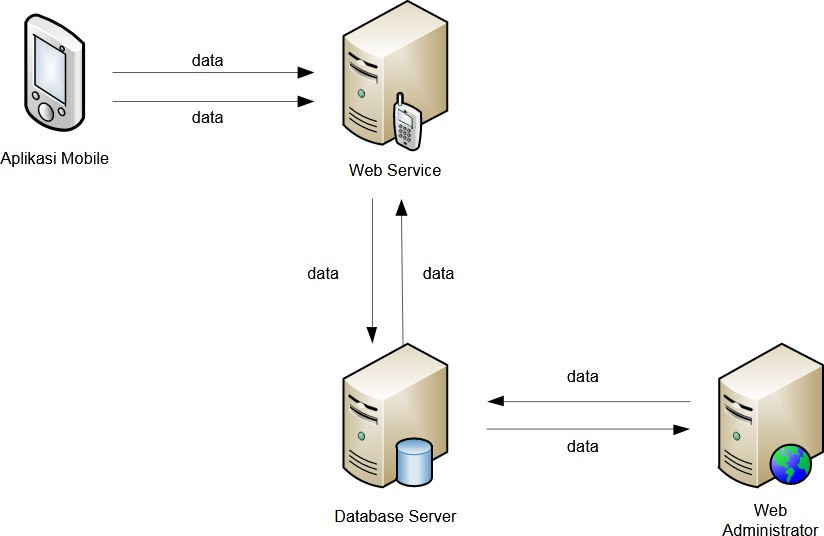 data
data
Aplikasi Mobile
Web Service
data
data
data
data
Database Server
Web
Administrator